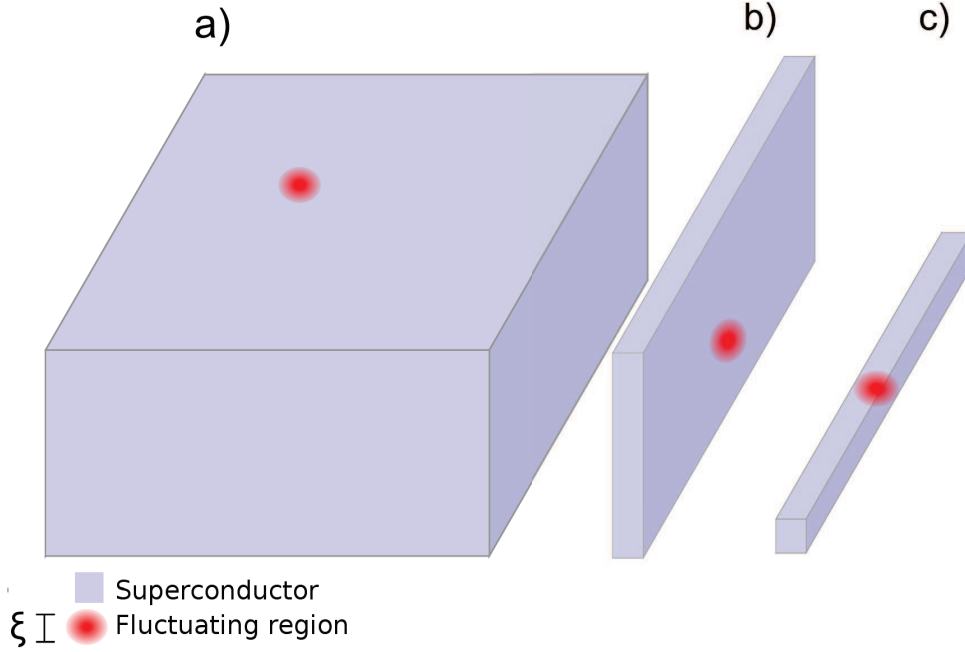 a)
b)
c)
Superconductor
ξ Fluctuating region